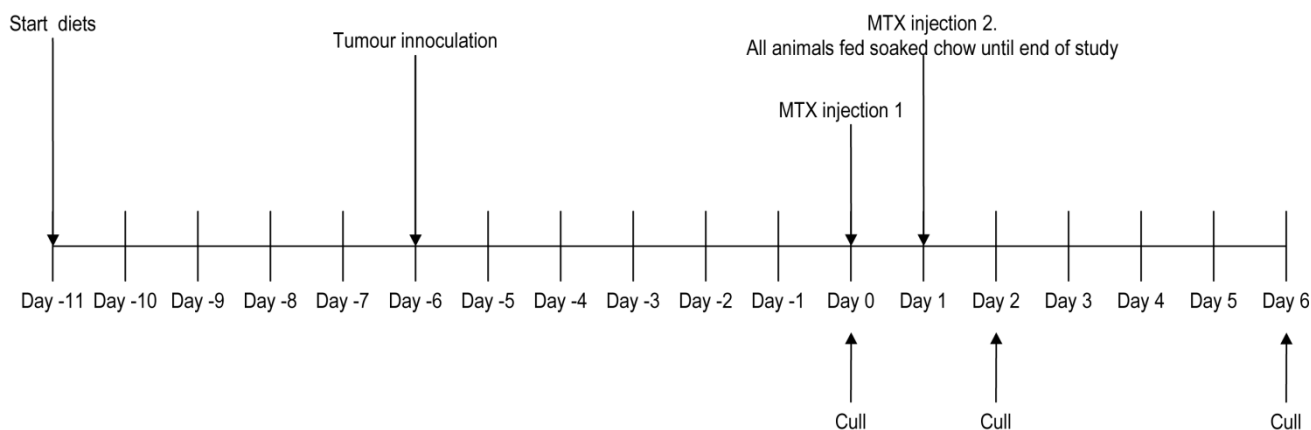 Start diets
Tumour innoculation
MTX injection 2.
All animals fed soaked chow until end of study
MTX injection 1
Day -11 Day -10 Day -9 Day -8 Day -7 Day -6 Day -5 Day -4 Day -3 Day -2 Day -1 Day 0 Day 1 Day 2 Day 3 Day 4 Day 5 Day 6
Cull Cull Cull